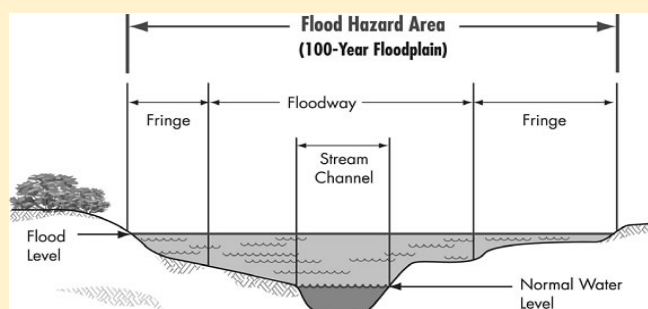 Flood Hazard Area
(100-Year Floodplain)
Floodway
Fringe
Fringe
Stream
Channel
Flood
Level
Normal Water
Level